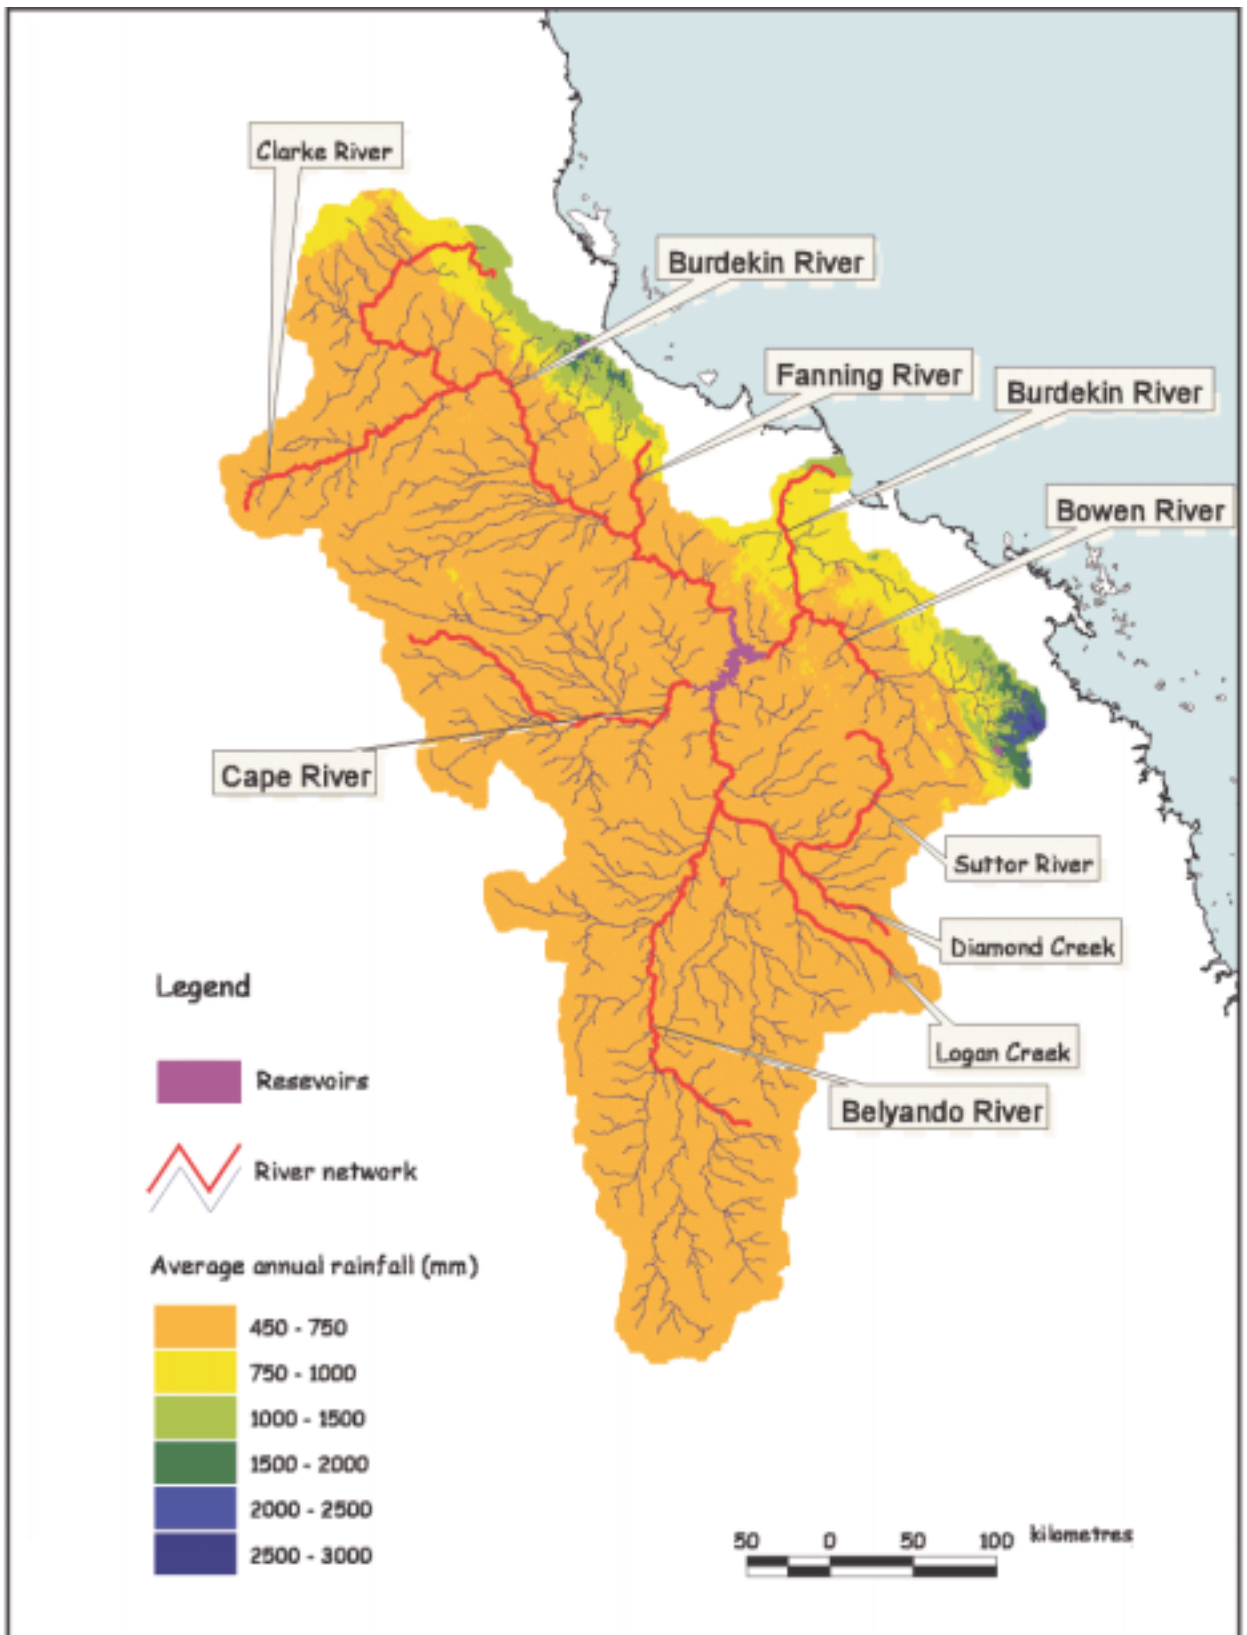 Clarke River
Burdekin River
Fanning River
Burdekin River
Bowen River
Cape River
Suttor River
Diamond Creek
Logan Creek
Belyando River
Legend
Resevoirs
River network
Average annual rainfall (mm)
450 - 750
750 - 1000
1000 - 1500
1500 - 2000
2000 - 2500
2500 - 3000
50 0 50 100 kilometres